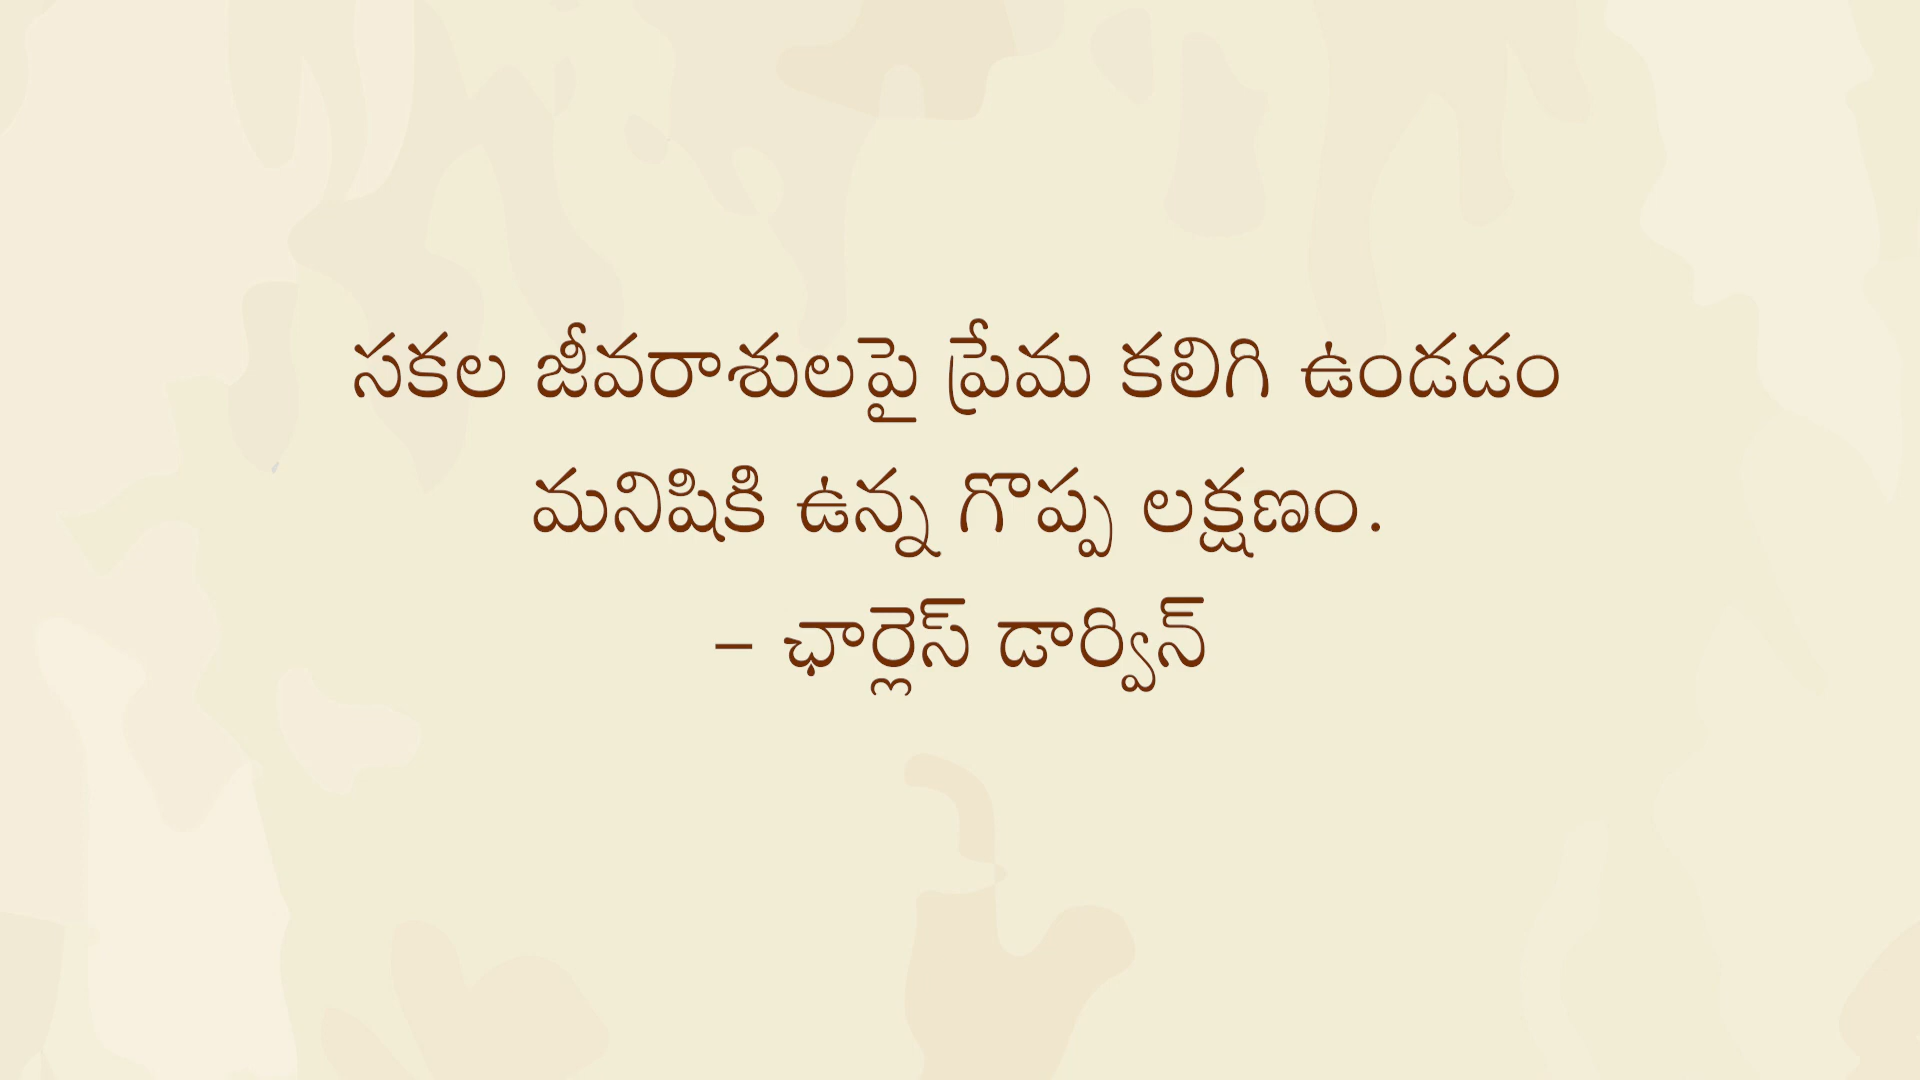 సకల జీవరాశులపై ప్రేమ కలిగి ఉండడం
మనిషికి ఉన్న గొప్ప లక్షణం.
– ఛార్లెస్ డార్విన్